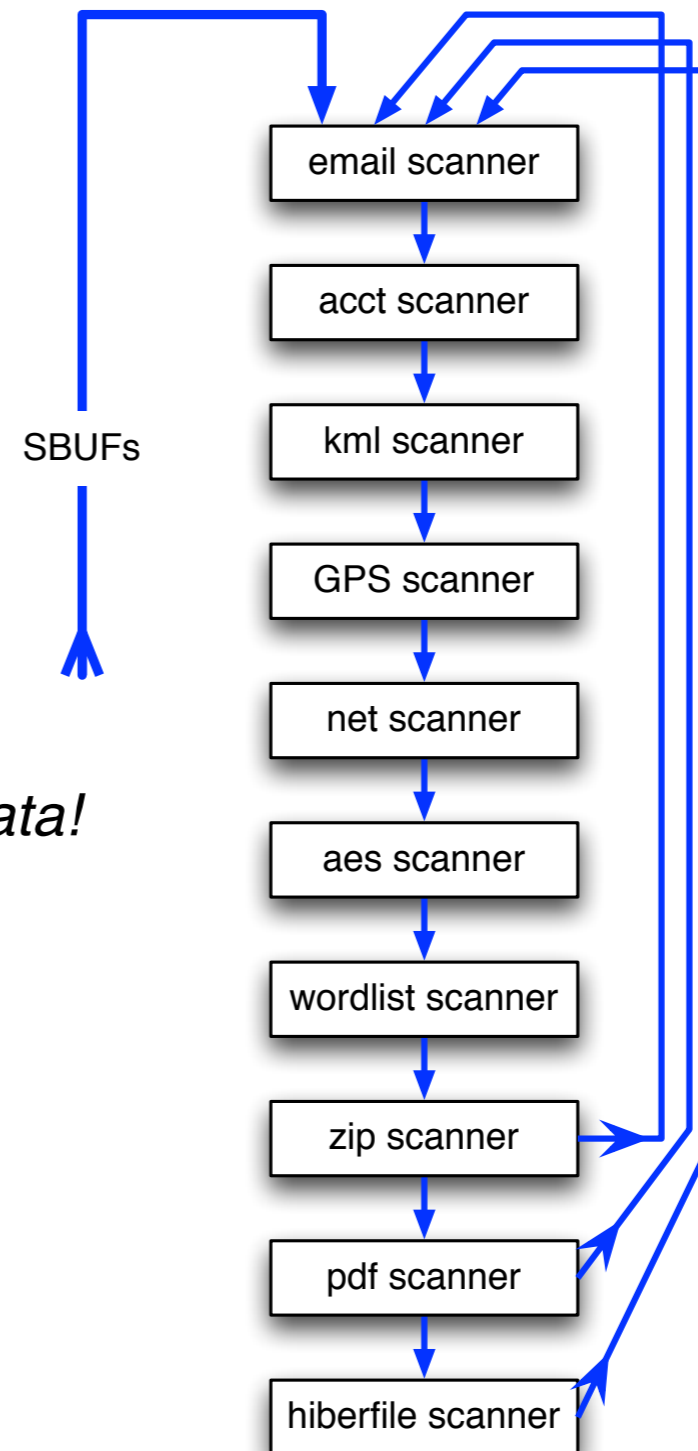 email scanner
acct scanner
SBUFs
kml scanner
GPS scanner
net scanner
ata!
aes scanner
wordlist scanner
zip scanner
pdf scanner
hiberfile scanner